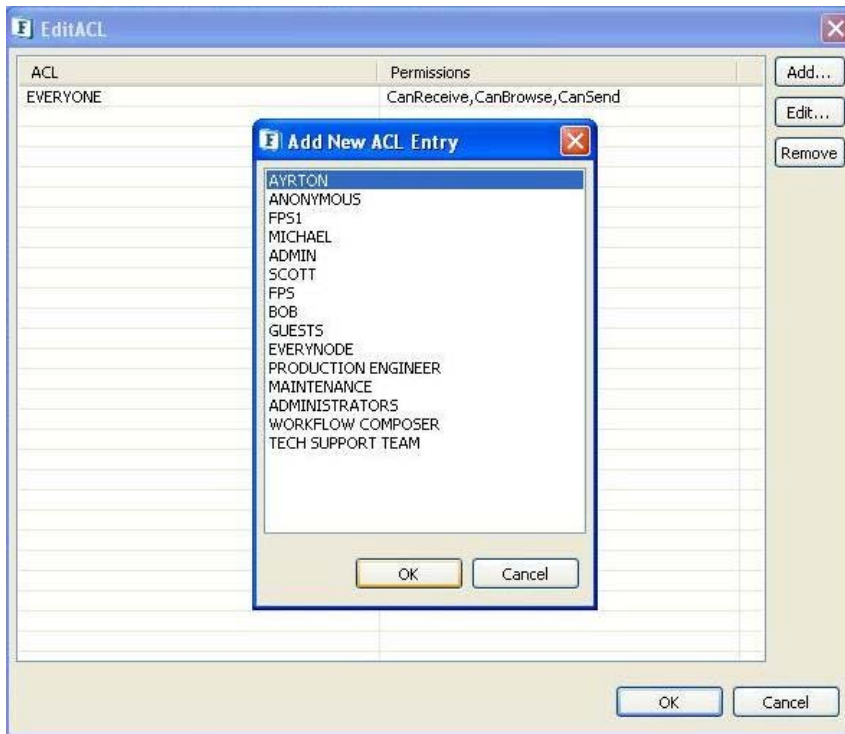 EditACL
ACL Permissions
Add...
EVERYONE CanReceive,CanBrowse,CanSend
Edit...
Remove
Add New ACL Entry
AYRTON
ANONYMOUS
FPS1
MICHAEL
ADMIN
SCOTT
FPS
BOB
GUESTS
EVERYNODE
PRODUCTION ENGINEER
MAINTENANCE
ADMINISTRATORS
WORKFLOW COMPOSER
TECH SUPPORT TEAM
OK Cancel
OK Cancel